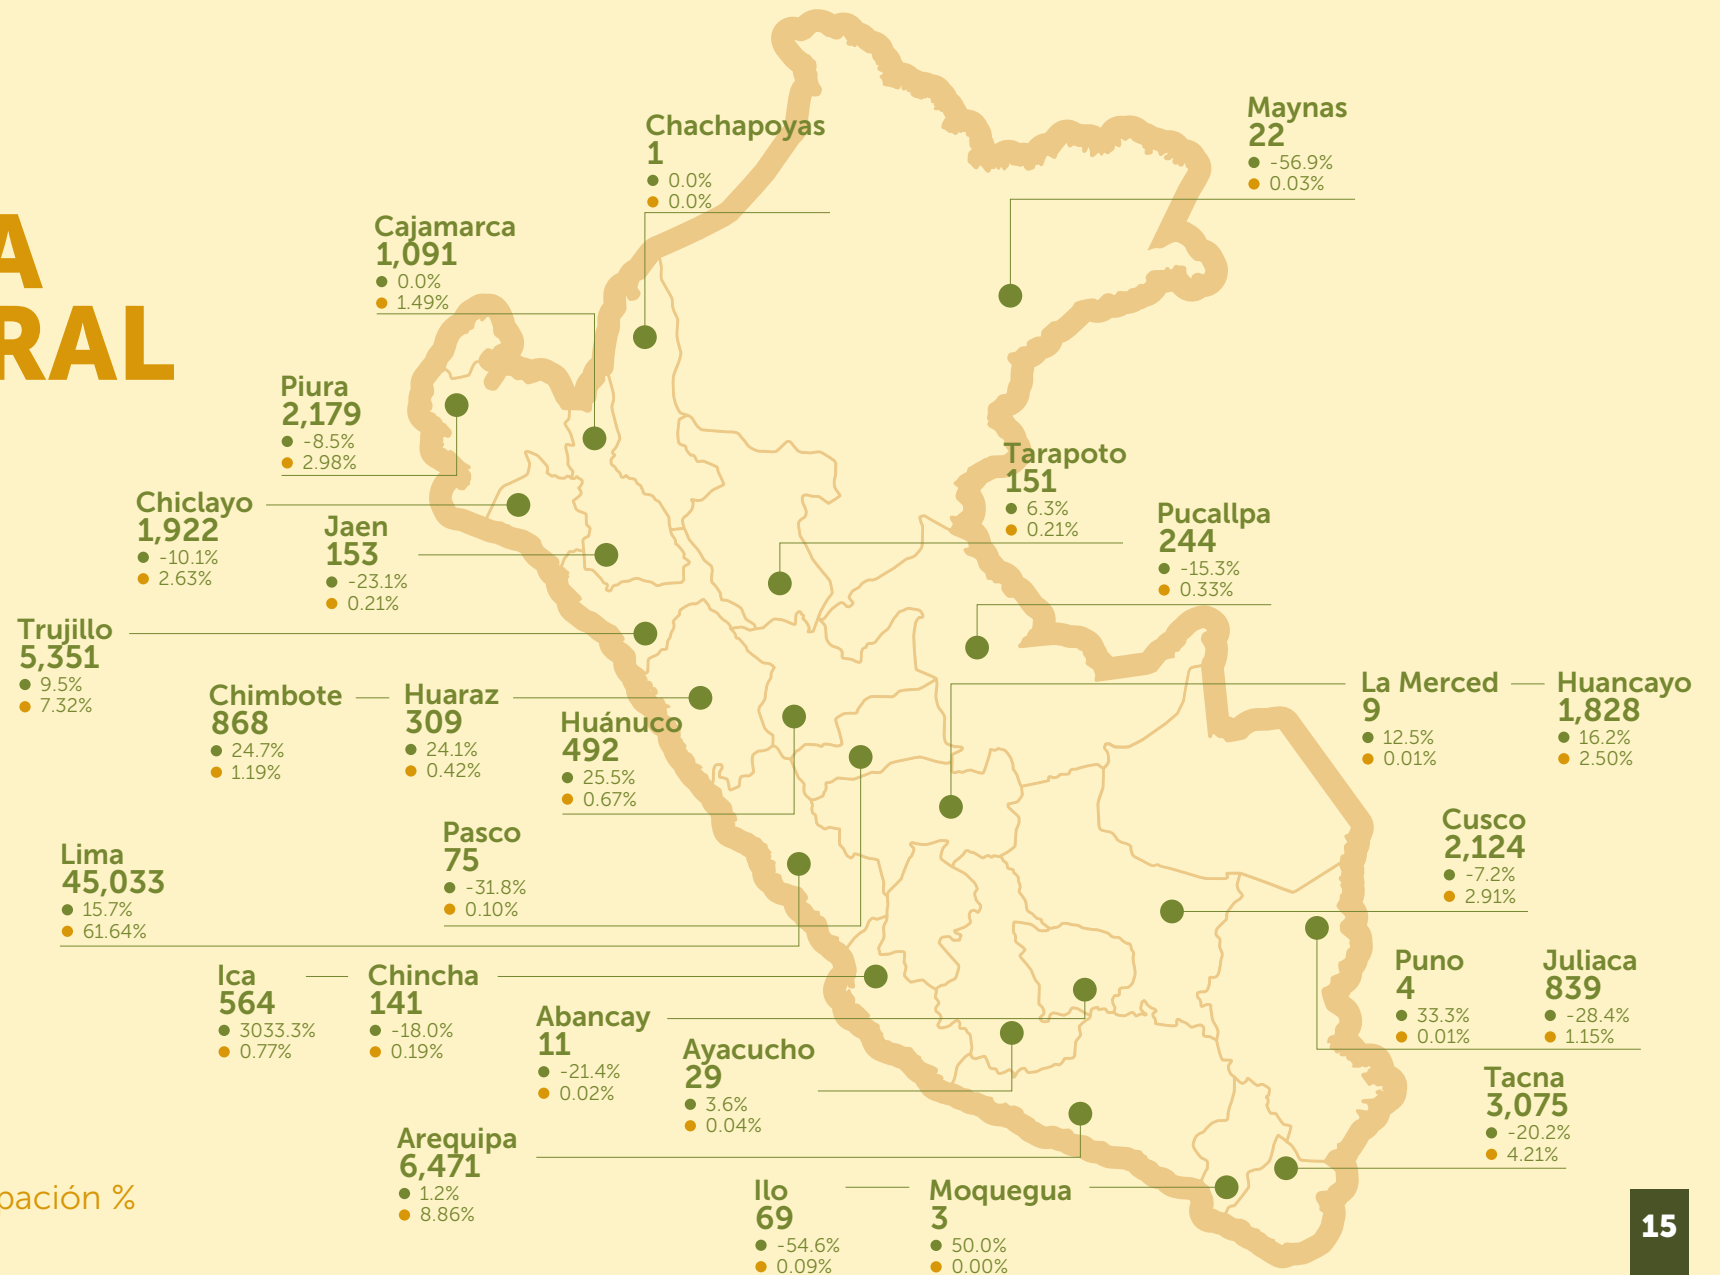 A
RAL
Chachapoyas
1
0.0%
0.0%
Maynas
22
-56.9%
0.03%
Cajamarca
1,091
0.0%
1.49%
Piura
2,179
-8.5%
2.98%
Tarapoto
151
6.3%
0.21%
Chiclayo
1,922
-10.1%
2.63%
Jaen
153
-23.1%
0.21%
Pucallpa
244
-15.3%
0.33%
Trujillo
5,351
9.5%
7.32%
Chimbote
868
24.7%
1.19%
Huaraz
309
24.1%
0.42%
Huánuco
492
25.5%
0.67%
La Merced
9
12.5%
0.01%
Huancayo
1,828
16.2%
2.50%
Pasco
75
-31.8%
0.10%
Cusco
2,124
-7.2%
2.91%
Lima
45,033
15.7%
61.64%
Ica
564
3033.3%
0.77%
Chincha
141
-18.0%
0.19%
Puno
4
33.3%
0.01%
Juliaca
839
-28.4%
1.15%
Abancay
11
-21.4%
0.02%
Ayacucho
29
3.6%
0.04%
Tacna
3,075
-20.2%
4.21%
Arequipa
6,471
1.2%
8.86%
Ilo
69
-54.6%
0.09%
Moquegua
3
50.0%
0.00%
pación %
15